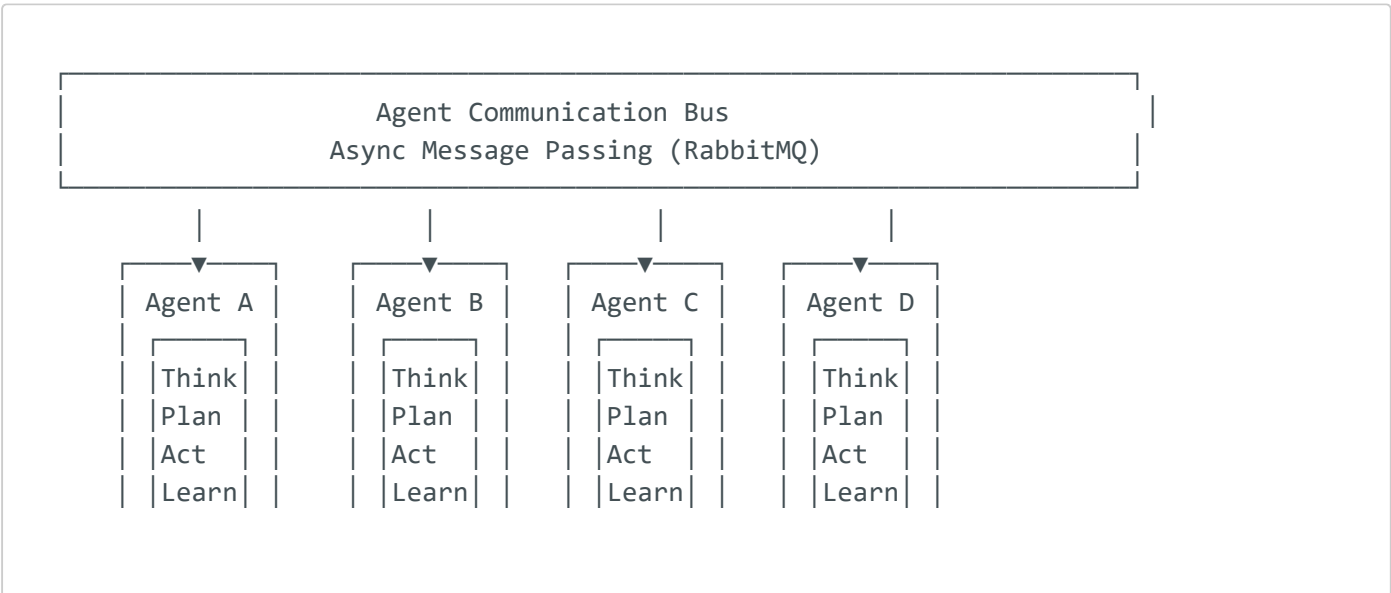 Agent Communication Bus
Async Message Passing (RabbitMQ)
Agent A Agent B Agent C Agent D
Think Think Think Think
Plan Plan Plan Plan
Act Act Act Act
Learn Learn Learn Learn